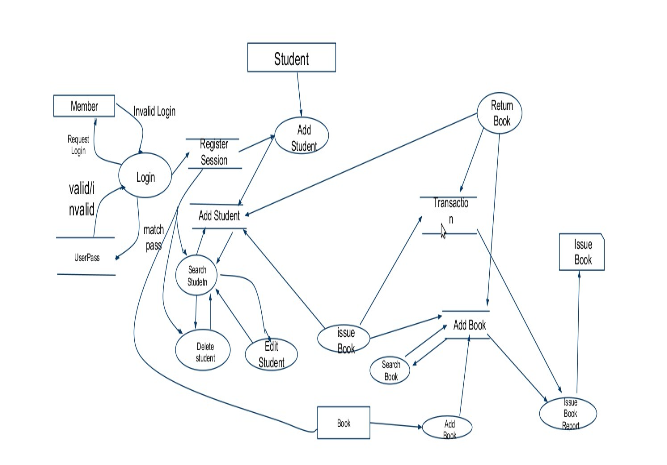 Student
Member
Invalid Login
Return
Book
Request
Login
Add
Student
Register
Session
Login
valid/i
nvalid
Transactio
n
Add Student
match
pass
UserPass
Issue
Book
Search
Studetn
issue
Book
Add Book
Delete
student
Edit
Student
Search
Book
Issue
Book
Report
Book
Add
Book